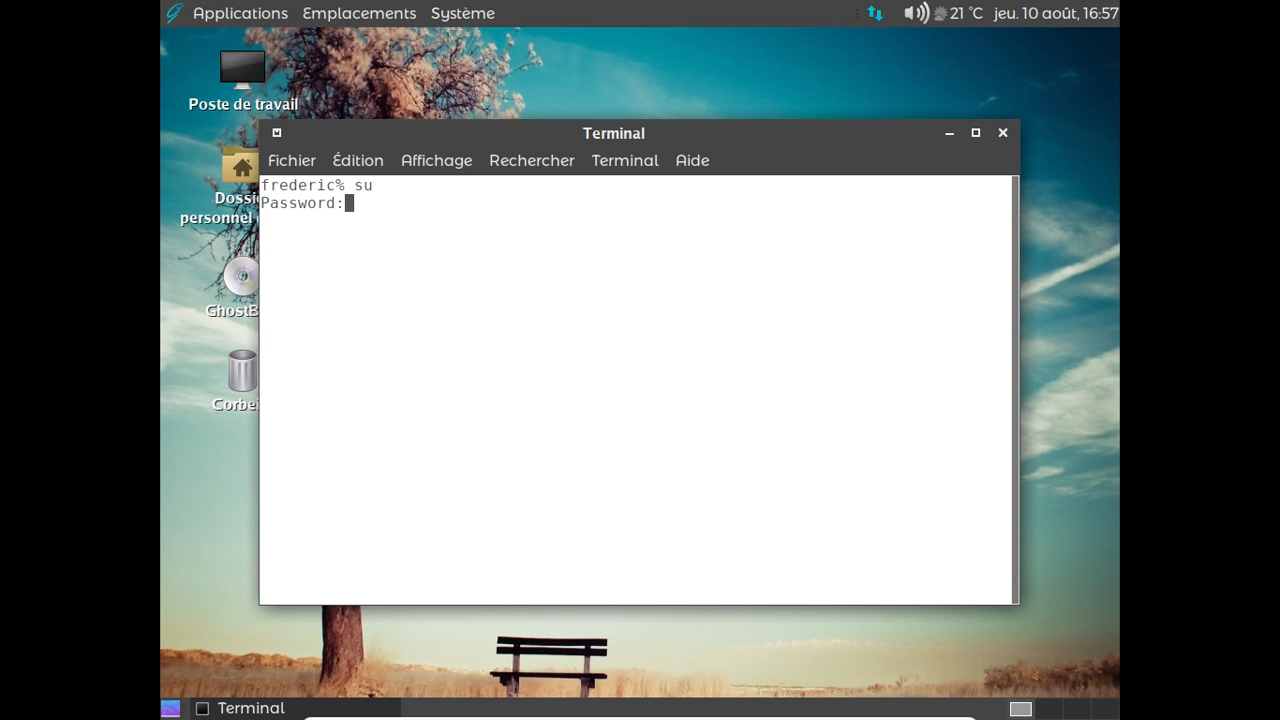 Applications Emplacements Système
21 °C jeu. 10 août, 16:57
Poste de travail
Terminal
Fichier Édition Affichage Rechercher Terminal Aide
frederic% su
Password:
personnel
Terminal